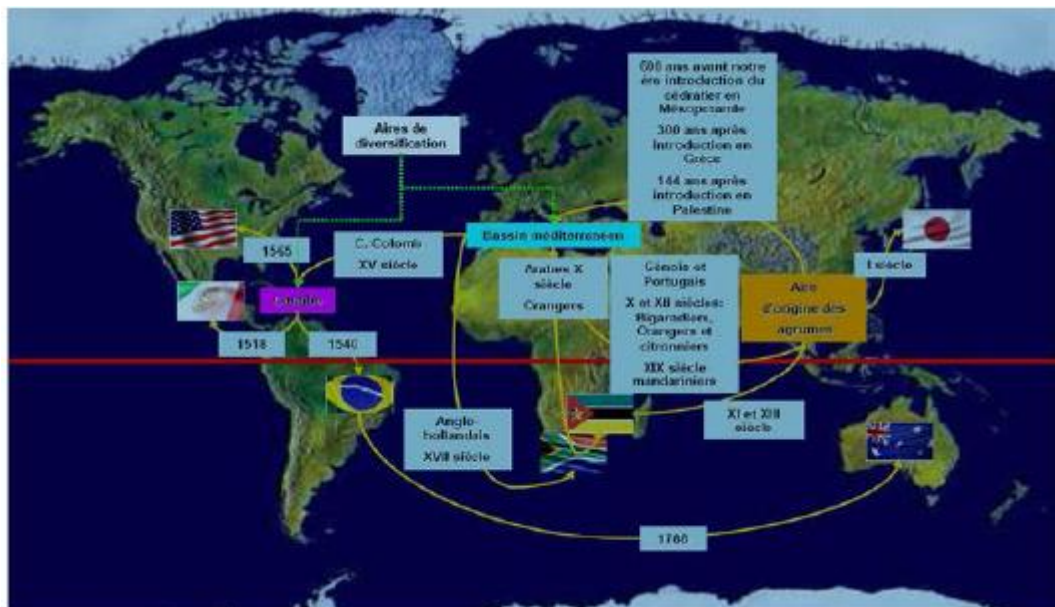 600 ans avant notre
ère introduction du
cédratier en
Mésopotamie
300 ans après
introduction en
Grèce
144 ans après
introduction en
Palestine
Aires de
diversification
Bassin méditerranéen
C. Colomb
XV siècle
1565
I siècle
Arabes X
siècle
Orangers
Génois et
Portugais
X et XII siècles:
Bigaradiers,
Orangers et
citronniers
XIX siècle
mandariniers
Aire
d'origine des
agrumes
1518
1540
Anglo-
hollandais
XVII siècle
XI et XIII
siècle
1788